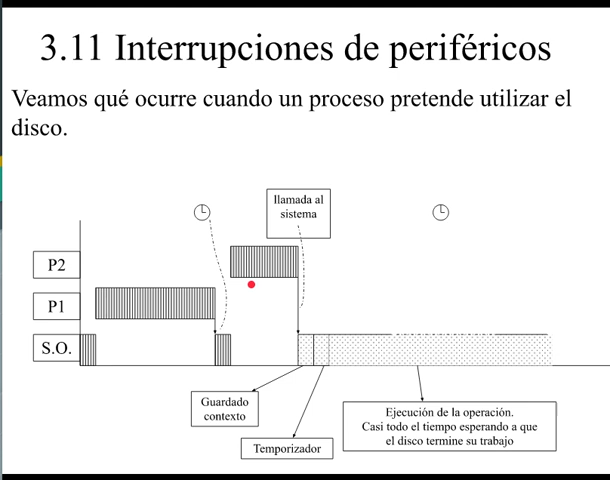 3.11 Interrupciones de periféricos
Veamos qué ocurre cuando un proceso pretende utilizar el
disco.
llamada al
sistema
P2
P1
S.O.
Guardado
contexto
Temporizador
Ejecución de la operación.
Casi todo el tiempo esperando a que
el disco termine su trabajo